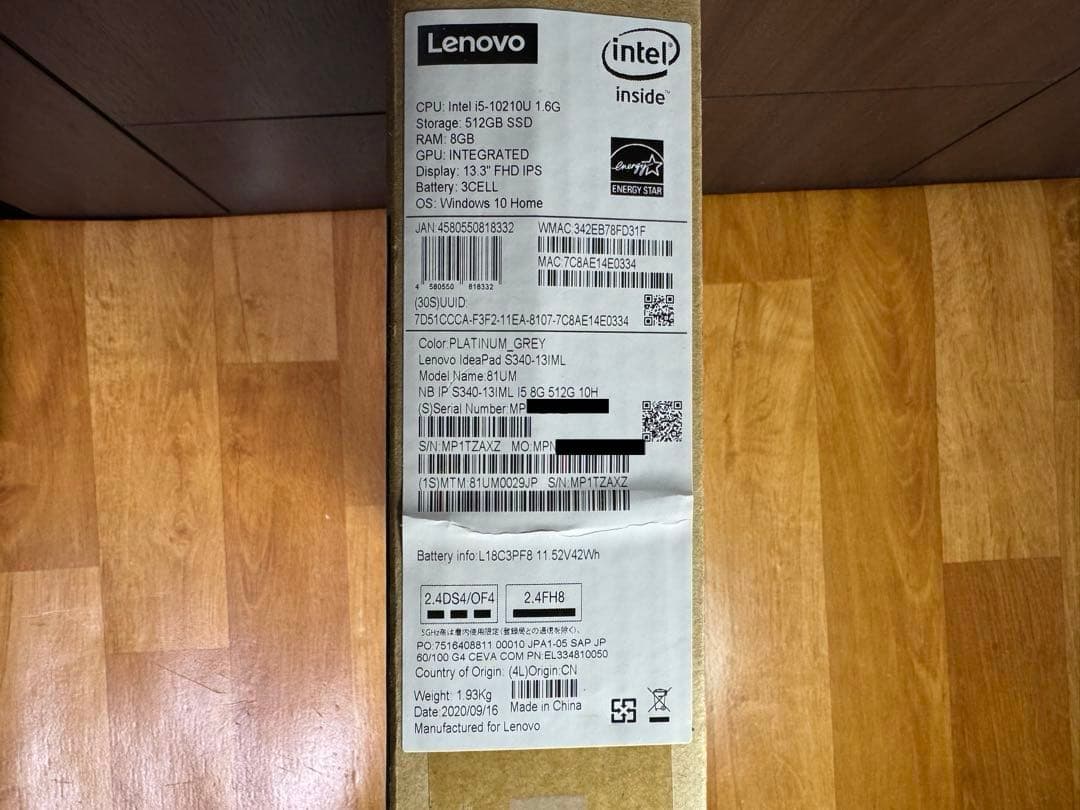 Lenovo
intel inside™
CPU: Intel i5-10210U 1.6G
Storage: 512GB SSD
RAM: 8GB
GPU: INTEGRATED
Display: 13.3" FHD IPS
Battery: 3CELL
OS: Windows 10 Home
energy
ENERGY STAR
JAN:4580550818332
WMAC:342EB78FD31F
MAC:7C8AE14E0334
4 580550 818332
(30S)UUID:
7D51CCCA-F3F2-11EA-8107-7C8AE14E0334
Color:PLATINUM_GREY
Lenovo IdeaPad S340-13IML
Model Name:81UM
NB IP S340-13IML I5 8G 512G 10H
(S)Serial Number:MP
S/N:MP1TZAXZ MO:MPN
(1S)MTM:81UM0029JP S/N:MP1TZAXZ
Battery info:L18C3PF8 11.52V42Wh
2.4DS4/OF4
2.4FH8
5GHz帯は屋内使用限定(登録局との通信を除く)、
PO:7516408811 00010 JPA1-05 SAP JP
60/100 G4 CEVA COM PN:EL334810050
Country of Origin: (4L)Origin:CN
Weight: 1.93Kg
Made in China
Date:2020/09/16
Manufactured for Lenovo